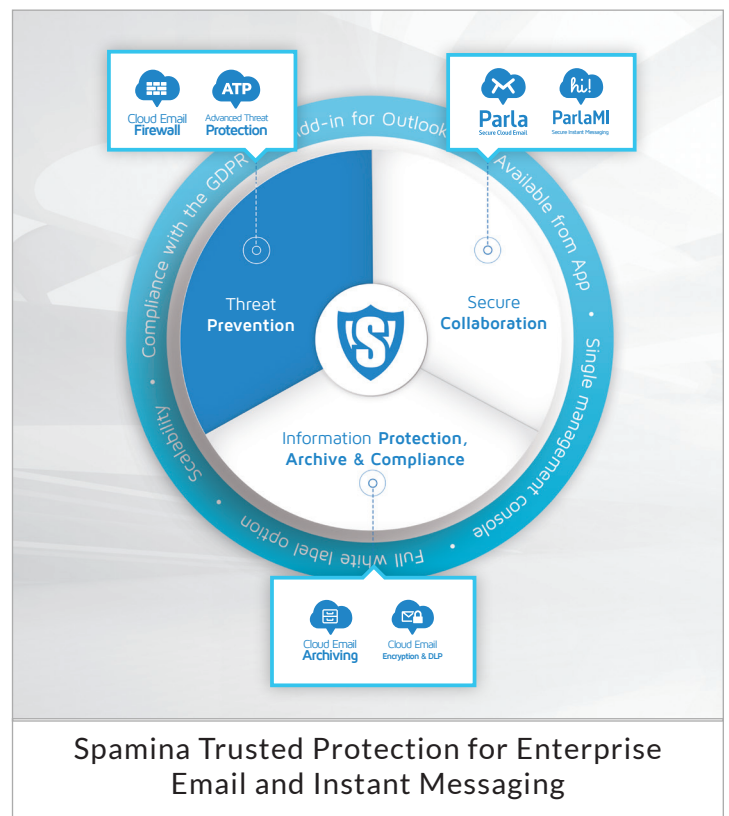 ATP
Cloud Email
Firewall
Advanced Threat
Protection
hi!
Parla
Secure Cloud Email
ParlaMI
Secure Instant Messaging
Compliance with the GDPR
dd-in for Outlook
Available from App •
Single management console •
Full white label option •
Scalability •
Threat
Prevention
Secure
Collaboration
S
Information Protection,
Archive & Compliance
Cloud Email
Archiving
Cloud Email
Encryption & DLP
Spamina Trusted Protection for Enterprise
Email and Instant Messaging